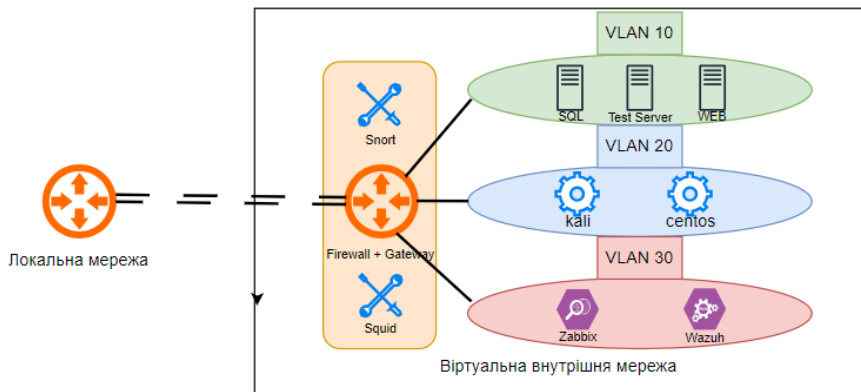 VLAN 10
SQL
Test Server
WEB
Snort
VLAN 20
kali
centos
Локальна мережа
Firewall + Gateway
VLAN 30
Squid
Zabbix
Wazuh
Віртуальна внутрішня мережа